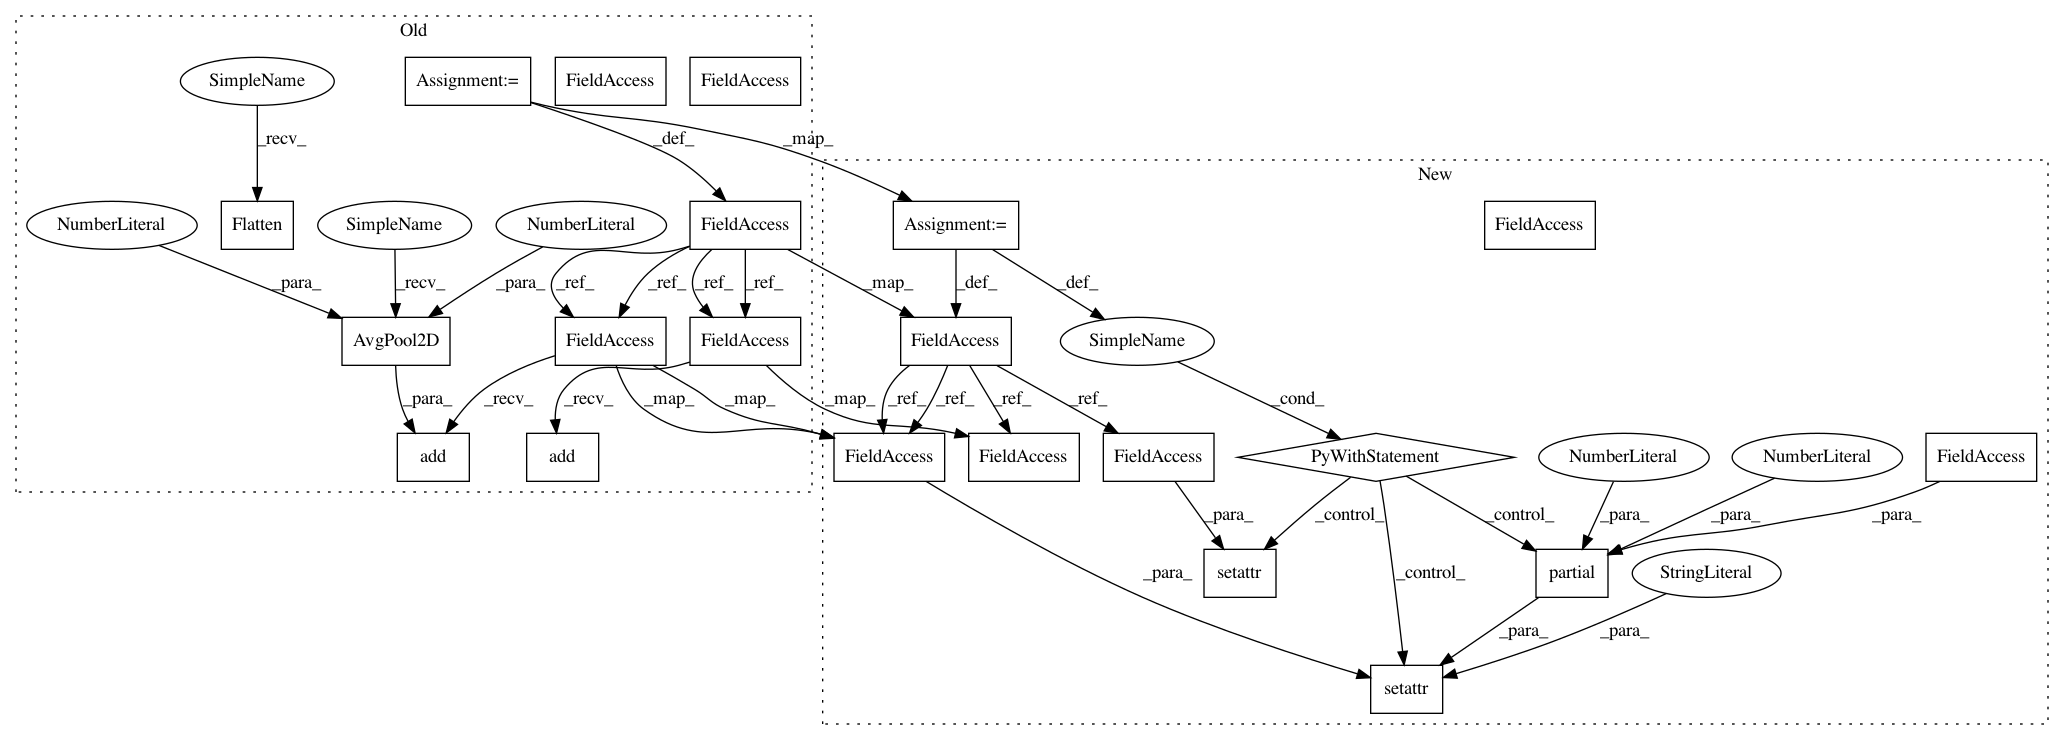 Old
SimpleName
Assignment:=
FieldAccess
FieldAccess
_recv_
_def_
_map_
New
NumberLiteral
Flatten
SimpleName
NumberLiteral
FieldAccess
Assignment:=
FieldAccess
_para_
_recv_
_para_
_ref_
_ref_
_ref_
_ref_
_map_
_def_
_def_
AvgPool2D
FieldAccess
FieldAccess
FieldAccess
SimpleName
_para_
_recv_
_recv_
_map_
_map_
_map_
_ref_
_ref_
_ref_
_ref_
_cond_
add
add
FieldAccess
FieldAccess
FieldAccess
PyWithStatement
NumberLiteral
NumberLiteral
FieldAccess
_para_
_control_
_control_
_para_
_para_
_para_
_para_
setattr
_control_
partial
StringLiteral
_para_
_para_
setattr